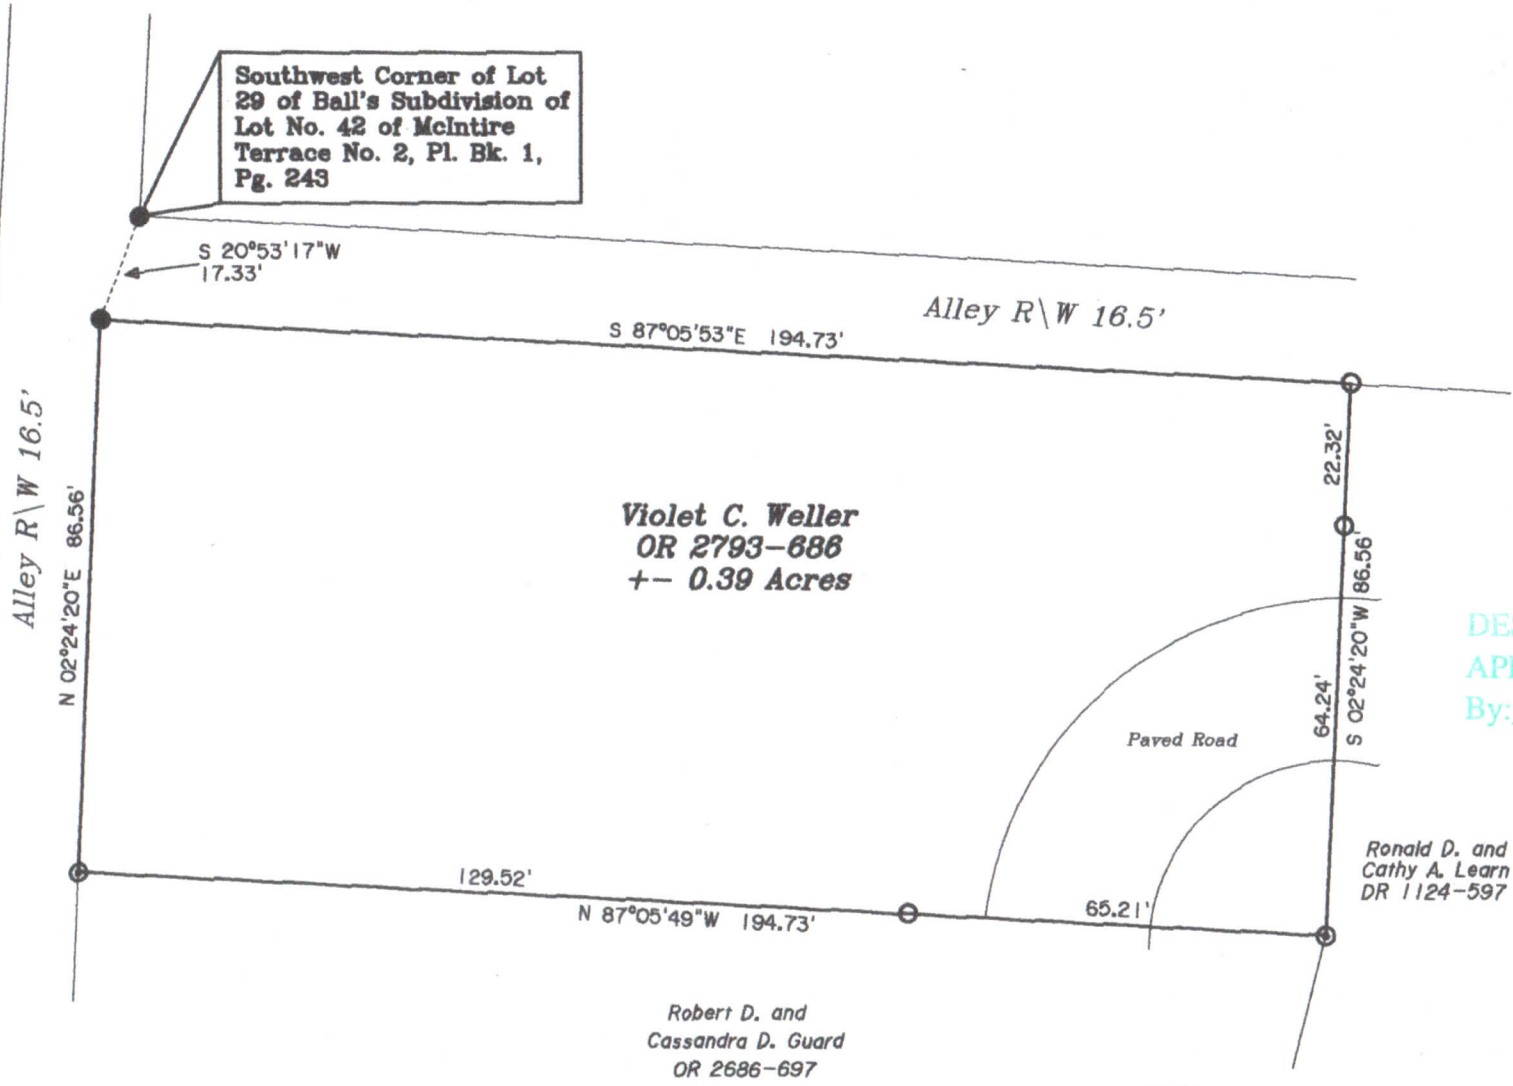 Southwest Corner of Lot
29 of Ball's Subdivision of
Lot No. 42 of McIntire
Terrace No. 2, Pl. Bk. 1,
Pg. 243
S 20°53'17"W
17.33'
Alley R\W 16.5'
S 87°05'53"E 194.73'
Alley R\W 16.5'
N 02°24'20"E 86.56'
22.32'
Violet C. Weller
OR 2793-686
+- 0.39 Acres
S 02°24'20"W 86.56'
64.24'
Paved Road
DE
AP
By:
Ronald D. and
Cathy A. Learn
DR 1124-597
129.52'
N 87°05'49"W 194.73'
65.21'
Robert D. and
Cassandra D. Guard
OR 2686-697